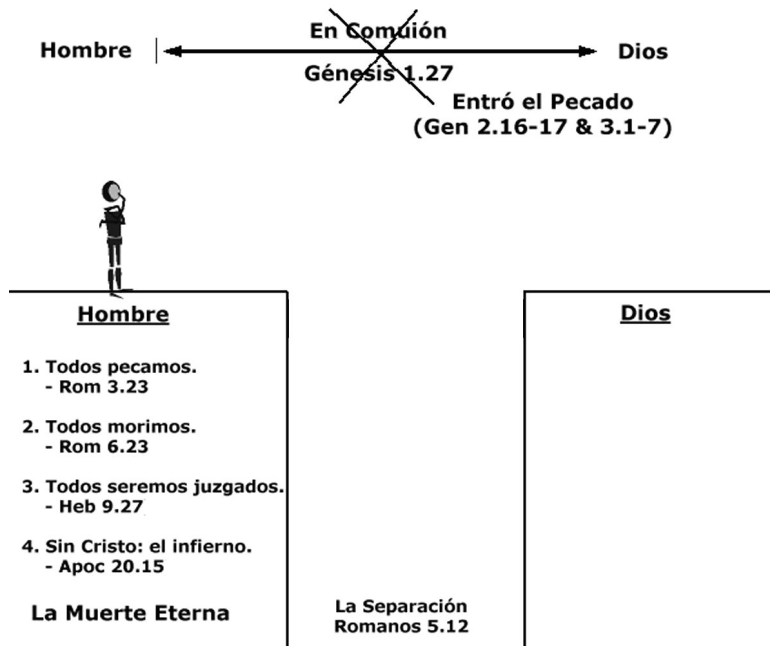 En Comuión
Hombre
Dios
Génesis 1.27
Entró el Pecado
(Gen 2.16-17 & 3.1-7)
Hombre
1. Todos pecamos.
- Rom 3.23
2. Todos morimos.
- Rom 6.23
3. Todos seremos juzgados.
- Heb 9.27
4. Sin Cristo: el infierno.
- Apoc 20.15
La Muerte Eterna
La Separación
Romanos 5.12
Dios